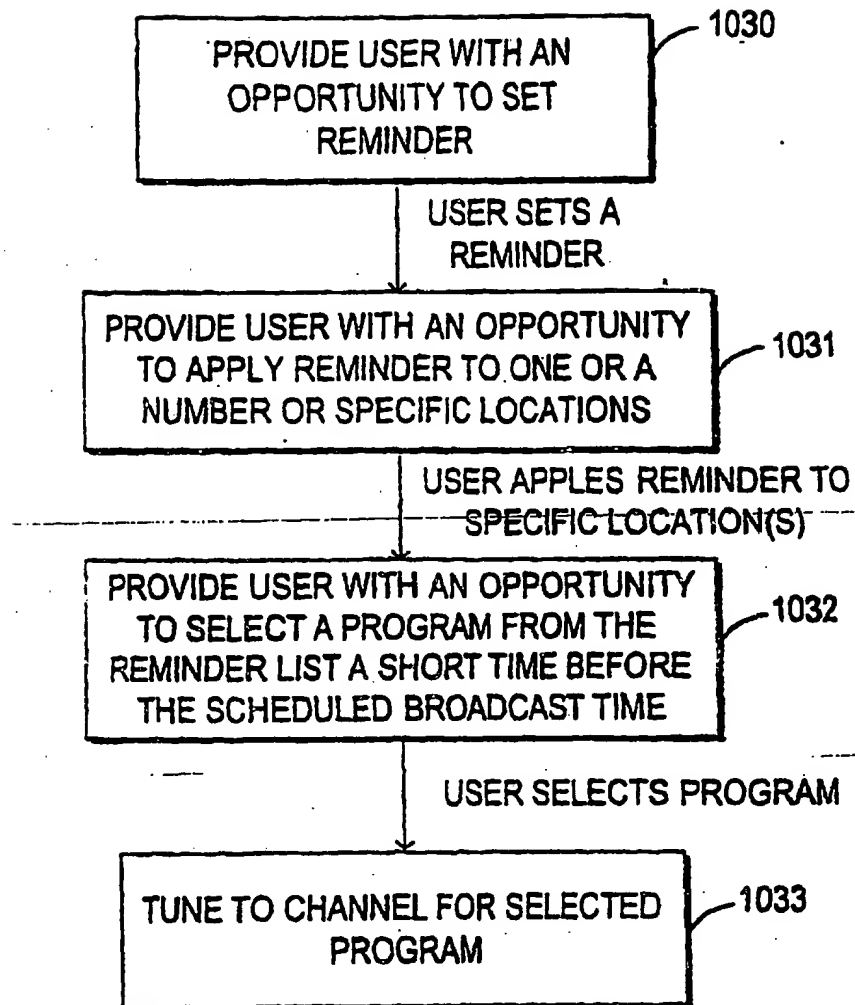 1030
PROVIDE USER WITH AN
OPPORTUNITY TO SET
REMINDER
USER SETS A
REMINDER
PROVIDE USER WITH AN OPPORTUNITY
TO APPLY REMINDER TO ONE OR A
NUMBER OR SPECIFIC LOCATIONS
1031
USER APPLES REMINDER TO
SPECIFIC LOCATION(S)
PROVIDE USER WITH AN OPPORTUNITY
TO SELECT A PROGRAM FROM THE
REMINDER LIST A SHORT TIME BEFORE
THE SCHEDULED BROADCAST TIME
1032
USER SELECTS PROGRAM
TUNE TO CHANNEL FOR SELECTED
PROGRAM
1033